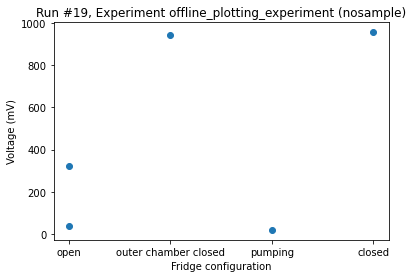 Run #19, Experiment offline_plotting_experiment (nosample)
1000
800
600
400
200
0
Voltage (mV)
open
outer chamber closed
pumping
closed
Fridge configuration